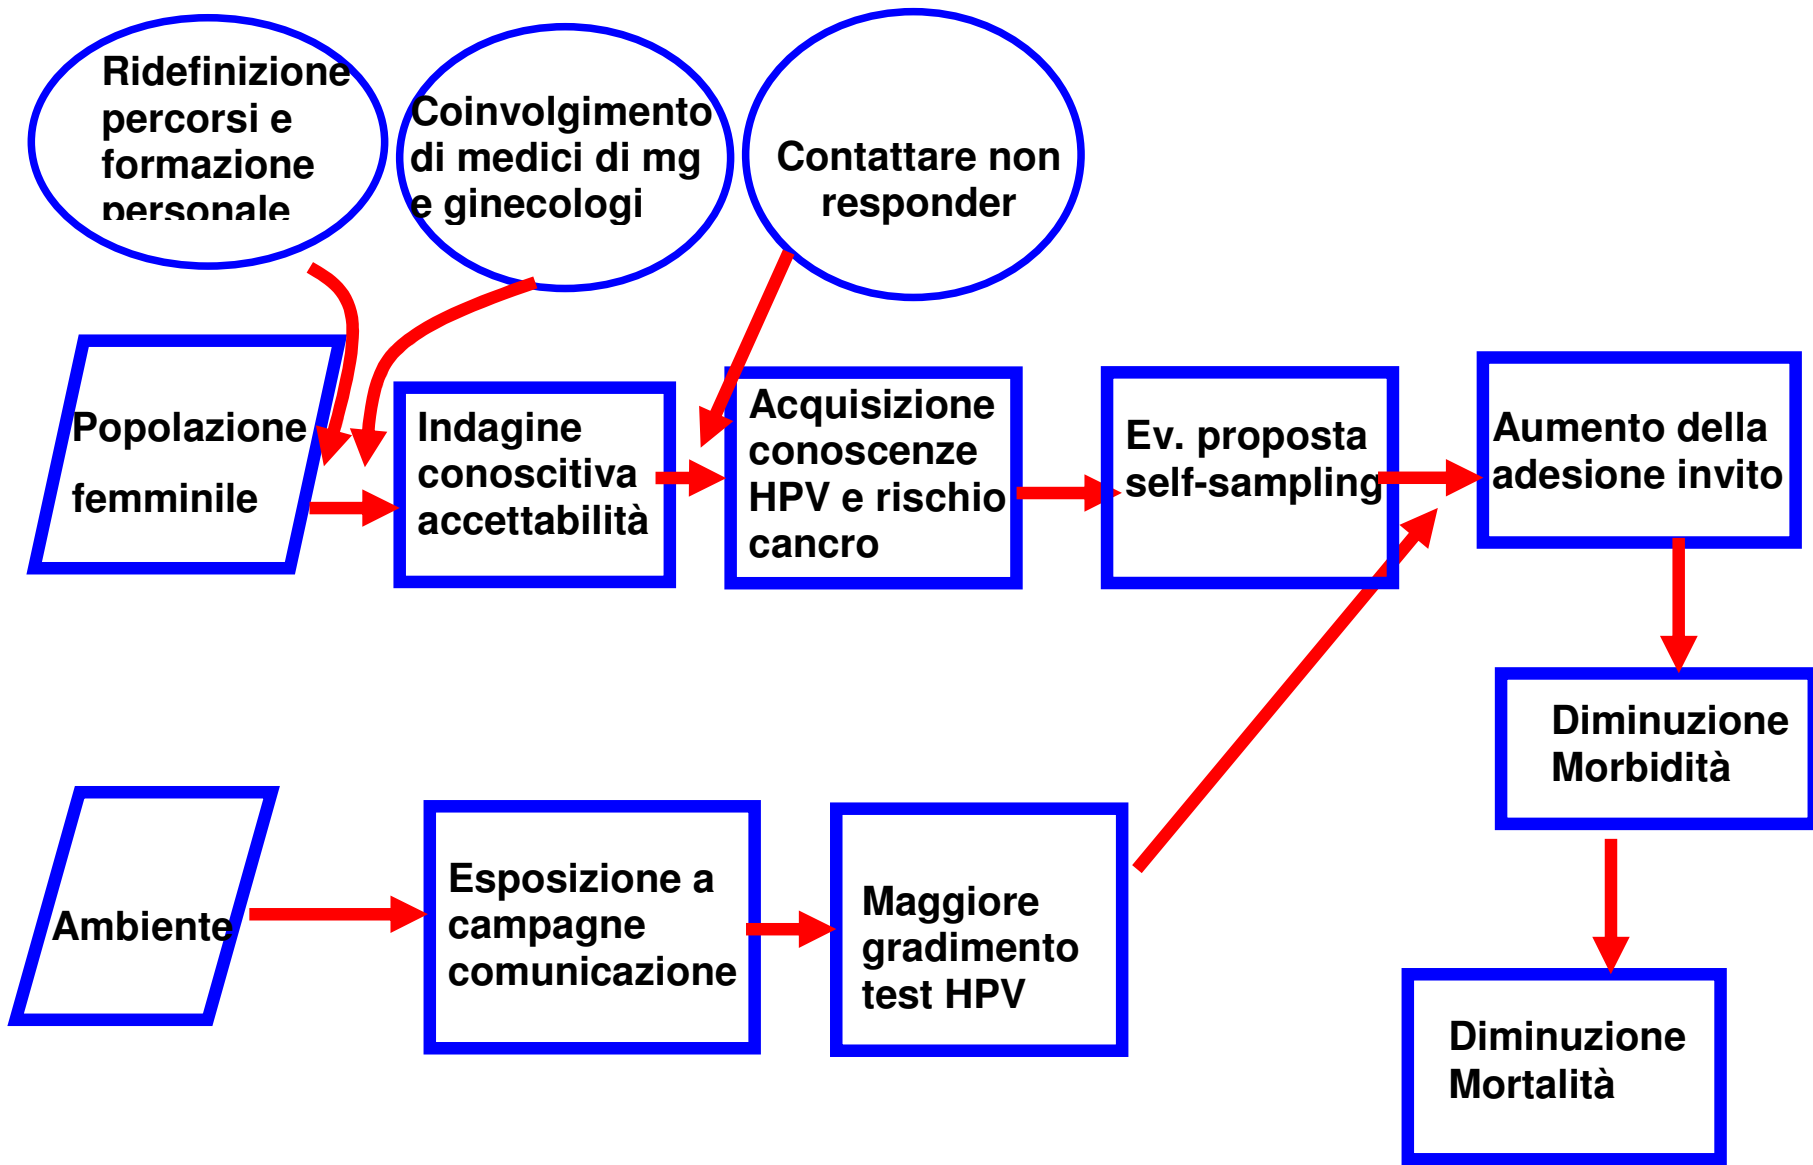 Ridefinizione
percorsi e
formazione
personale
Coinvolgimento
di medici di mg
e ginecologi
Contattare non
responder
Popolazione
femminile
Indagine
conoscitiva
accettabilità
Acquisizione
conoscenze
HPV e rischio
cancro
Ev. proposta
self-sampling
Aumento della
adesione invito
Diminuzione
Morbidità
Ambiente
Esposizione a
campagne
comunicazione
Maggiore
gradimento
test HPV
Diminuzione
Mortalità